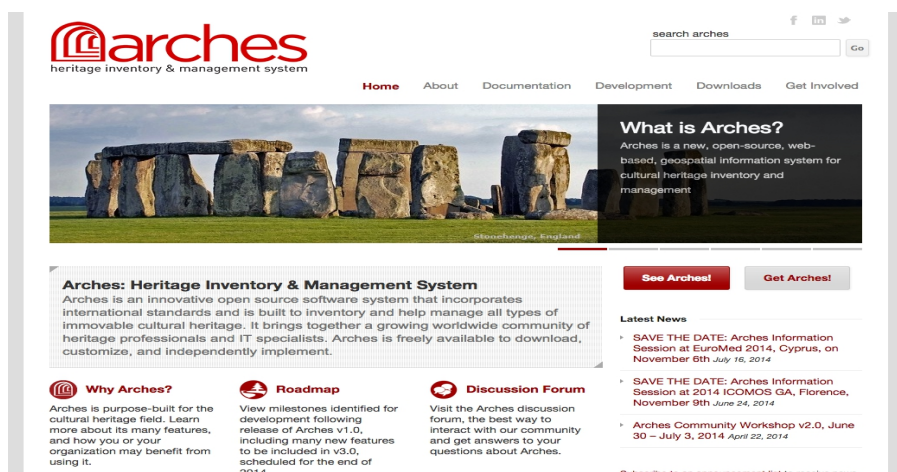 search arches
Go
arches
heritage inventory & management system
Home About Documentation Development Downloads Get Involved
What is Arches?
Arches is a new, open-source, web-
based, geospatial information system for
cultural heritage inventory and
management
Stonehenge, England
Arches: Heritage Inventory & Management System
Arches is an innovative open source software system that incorporates
international standards and is built to inventory and help manage all types of
immovable cultural heritage. It brings together a growing worldwide community of
heritage professionals and IT specialists. Arches is freely available to download,
customize, and independently implement.
See Arches!
Get Arches!
Latest News
SAVE THE DATE: Arches Information
Session at EuroMed 2014, Cyprus, on
November 6th July 16, 2014
SAVE THE DATE: Arches Information
Session at 2014 ICOMOS GA, Florence,
November 9th June 24, 2014
Arches Community Workshop v2.0, June
30 – July 3, 2014 April 22, 2014
Why Arches?
Arches is purpose-built for the
cultural heritage field. Learn
more about its many features,
and how you or your
organization may benefit from
using it.
Roadmap
View milestones identified for
development following
release of Arches v1.0,
including many new features
to be included in v3.0,
scheduled for the end of
2014
Discussion Forum
Visit the Arches discussion
forum, the best way to
interact with our community
and get answers to your
questions about Arches.